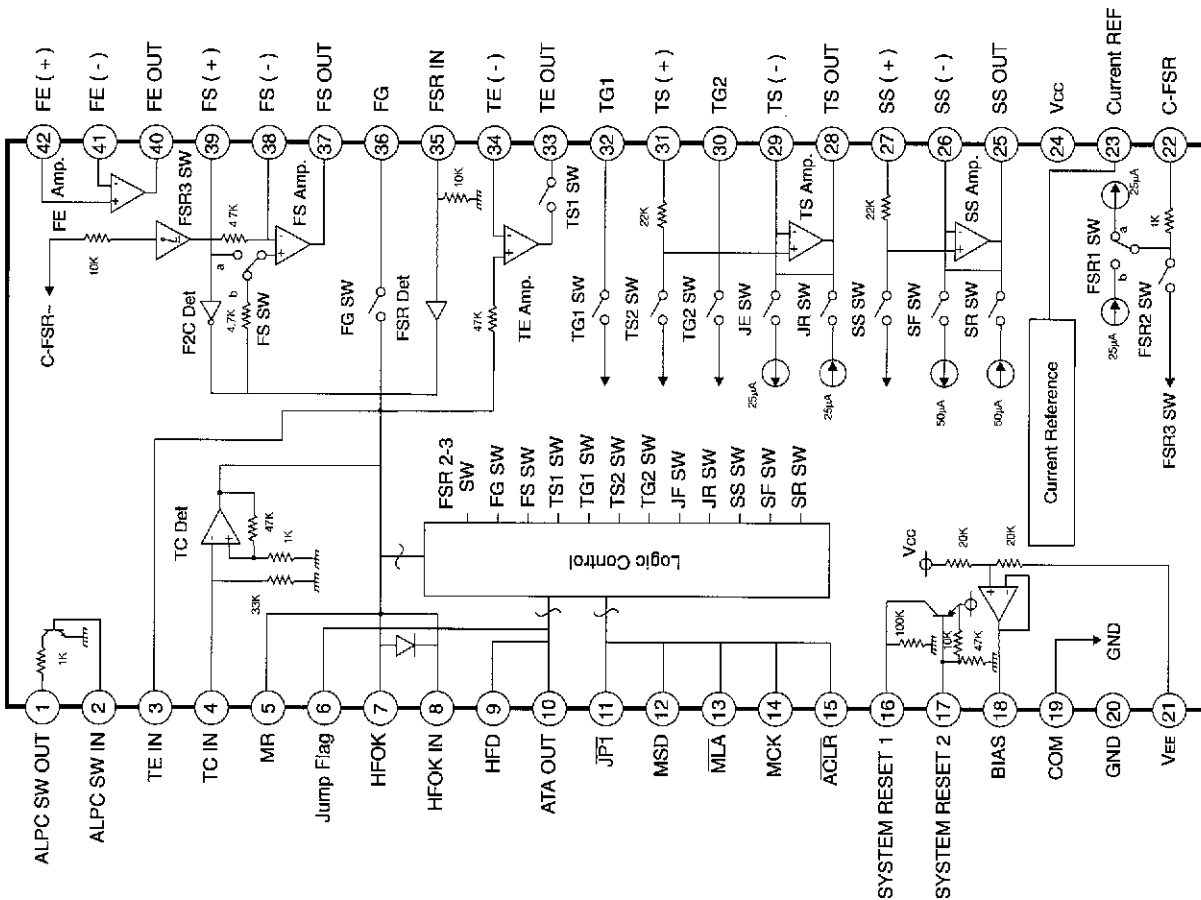 42 FE (+)
41 FE (-)
40 FE OUT
39 FS (+)
38 FS (-)
37 FS OUT
36 FG
35 FSR IN
34 TE (-)
33 TE OUT
32 TG1
31 TS (+)
30 TG2
29 TS (-)
28 TS OUT
27 SS (+)
26 SS (-)
25 SS OUT
24 Vcc
23 Current REF
22 C-FSR
FE Amp.
FSR3 SW
10K
C-FSR~
4.7K
FS Amp.
a
b
F2C Det
4.7K
FS SW
FG SW
FSR Det
10K
47K
TE Amp.
TS1 SW
TG1 SW
22K
TS2 SW
TG2 SW
TS Amp.
JE SW
25µA
JR SW
25µA
22K
SS SW
SS Amp.
SF SW
50µA
SR SW
50µA
Current Reference
25µA
FSR1 SW
a
b
25µA
1K
FSR2 SW
FSR3 SW
TC Det
47K
1K
33K
FSR 2-3 SW
FG SW
FS SW
TS1 SW
TG1 SW
TS2 SW
TG2 SW
JF SW
JR SW
SS SW
SF SW
SR SW
Logic Control
1K
Vcc
20K
20K
100K
10K
47K
GND
1 ALPC SW OUT
2 ALPC SW IN
3 TE IN
4 TC IN
5 MR
6 Jump Flag
7 HFOK
8 HFOK IN
9 HFD
10 ATA OUT
11 JP1
12 MSD
13 MLA
14 MCK
15 ACLR
16 SYSTEM RESET 1
17 SYSTEM RESET 2
18 BIAS
19 COM
20 GND
21 VEE